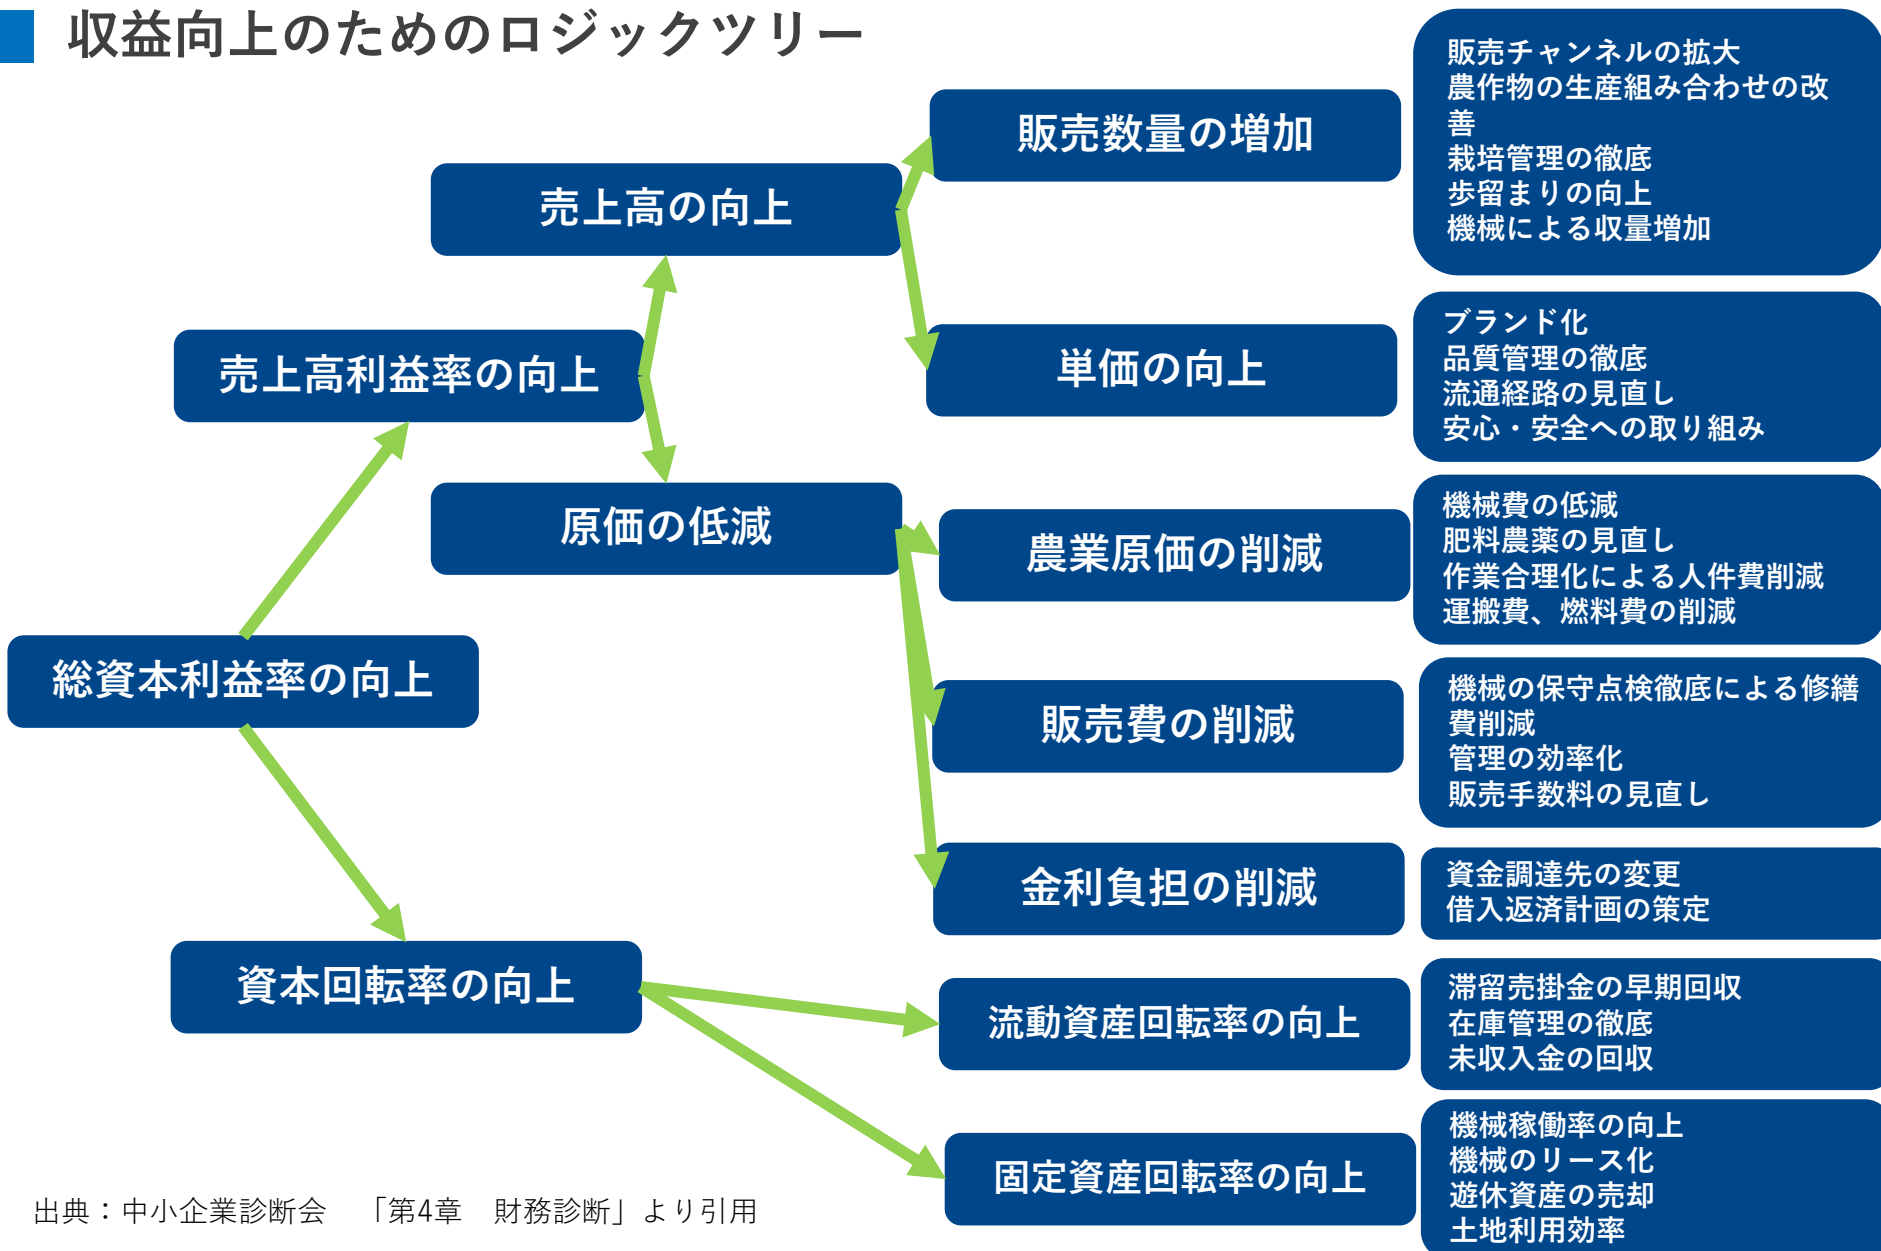 収益向上のためのロジックツリー
総資本利益率の向上
売上高利益率の向上
売上高の向上
販売数量の増加
販売チャンネルの拡大
農作物の生産組み合わせの改
善
栽培管理の徹底
歩留まりの向上
機械による収量増加
単価の向上
ブランド化
品質管理の徹底
流通経路の見直し
安心・安全への取り組み
原価の低減
農業原価の削減
機械費の低減
肥料農薬の見直し
作業合理化による人件費削減
運搬費、燃料費の削減
販売費の削減
機械の保守点検徹底による修繕
費削減
管理の効率化
販売手数料の見直し
金利負担の削減
資金調達先の変更
借入返済計画の策定
資本回転率の向上
流動資産回転率の向上
滞留売掛金の早期回収
在庫管理の徹底
未収入金の回収
固定資産回転率の向上
機械稼働率の向上
機械のリース化
遊休資産の売却
土地利用効率
出典：中小企業診断会　「第4章　財務診断」より引用